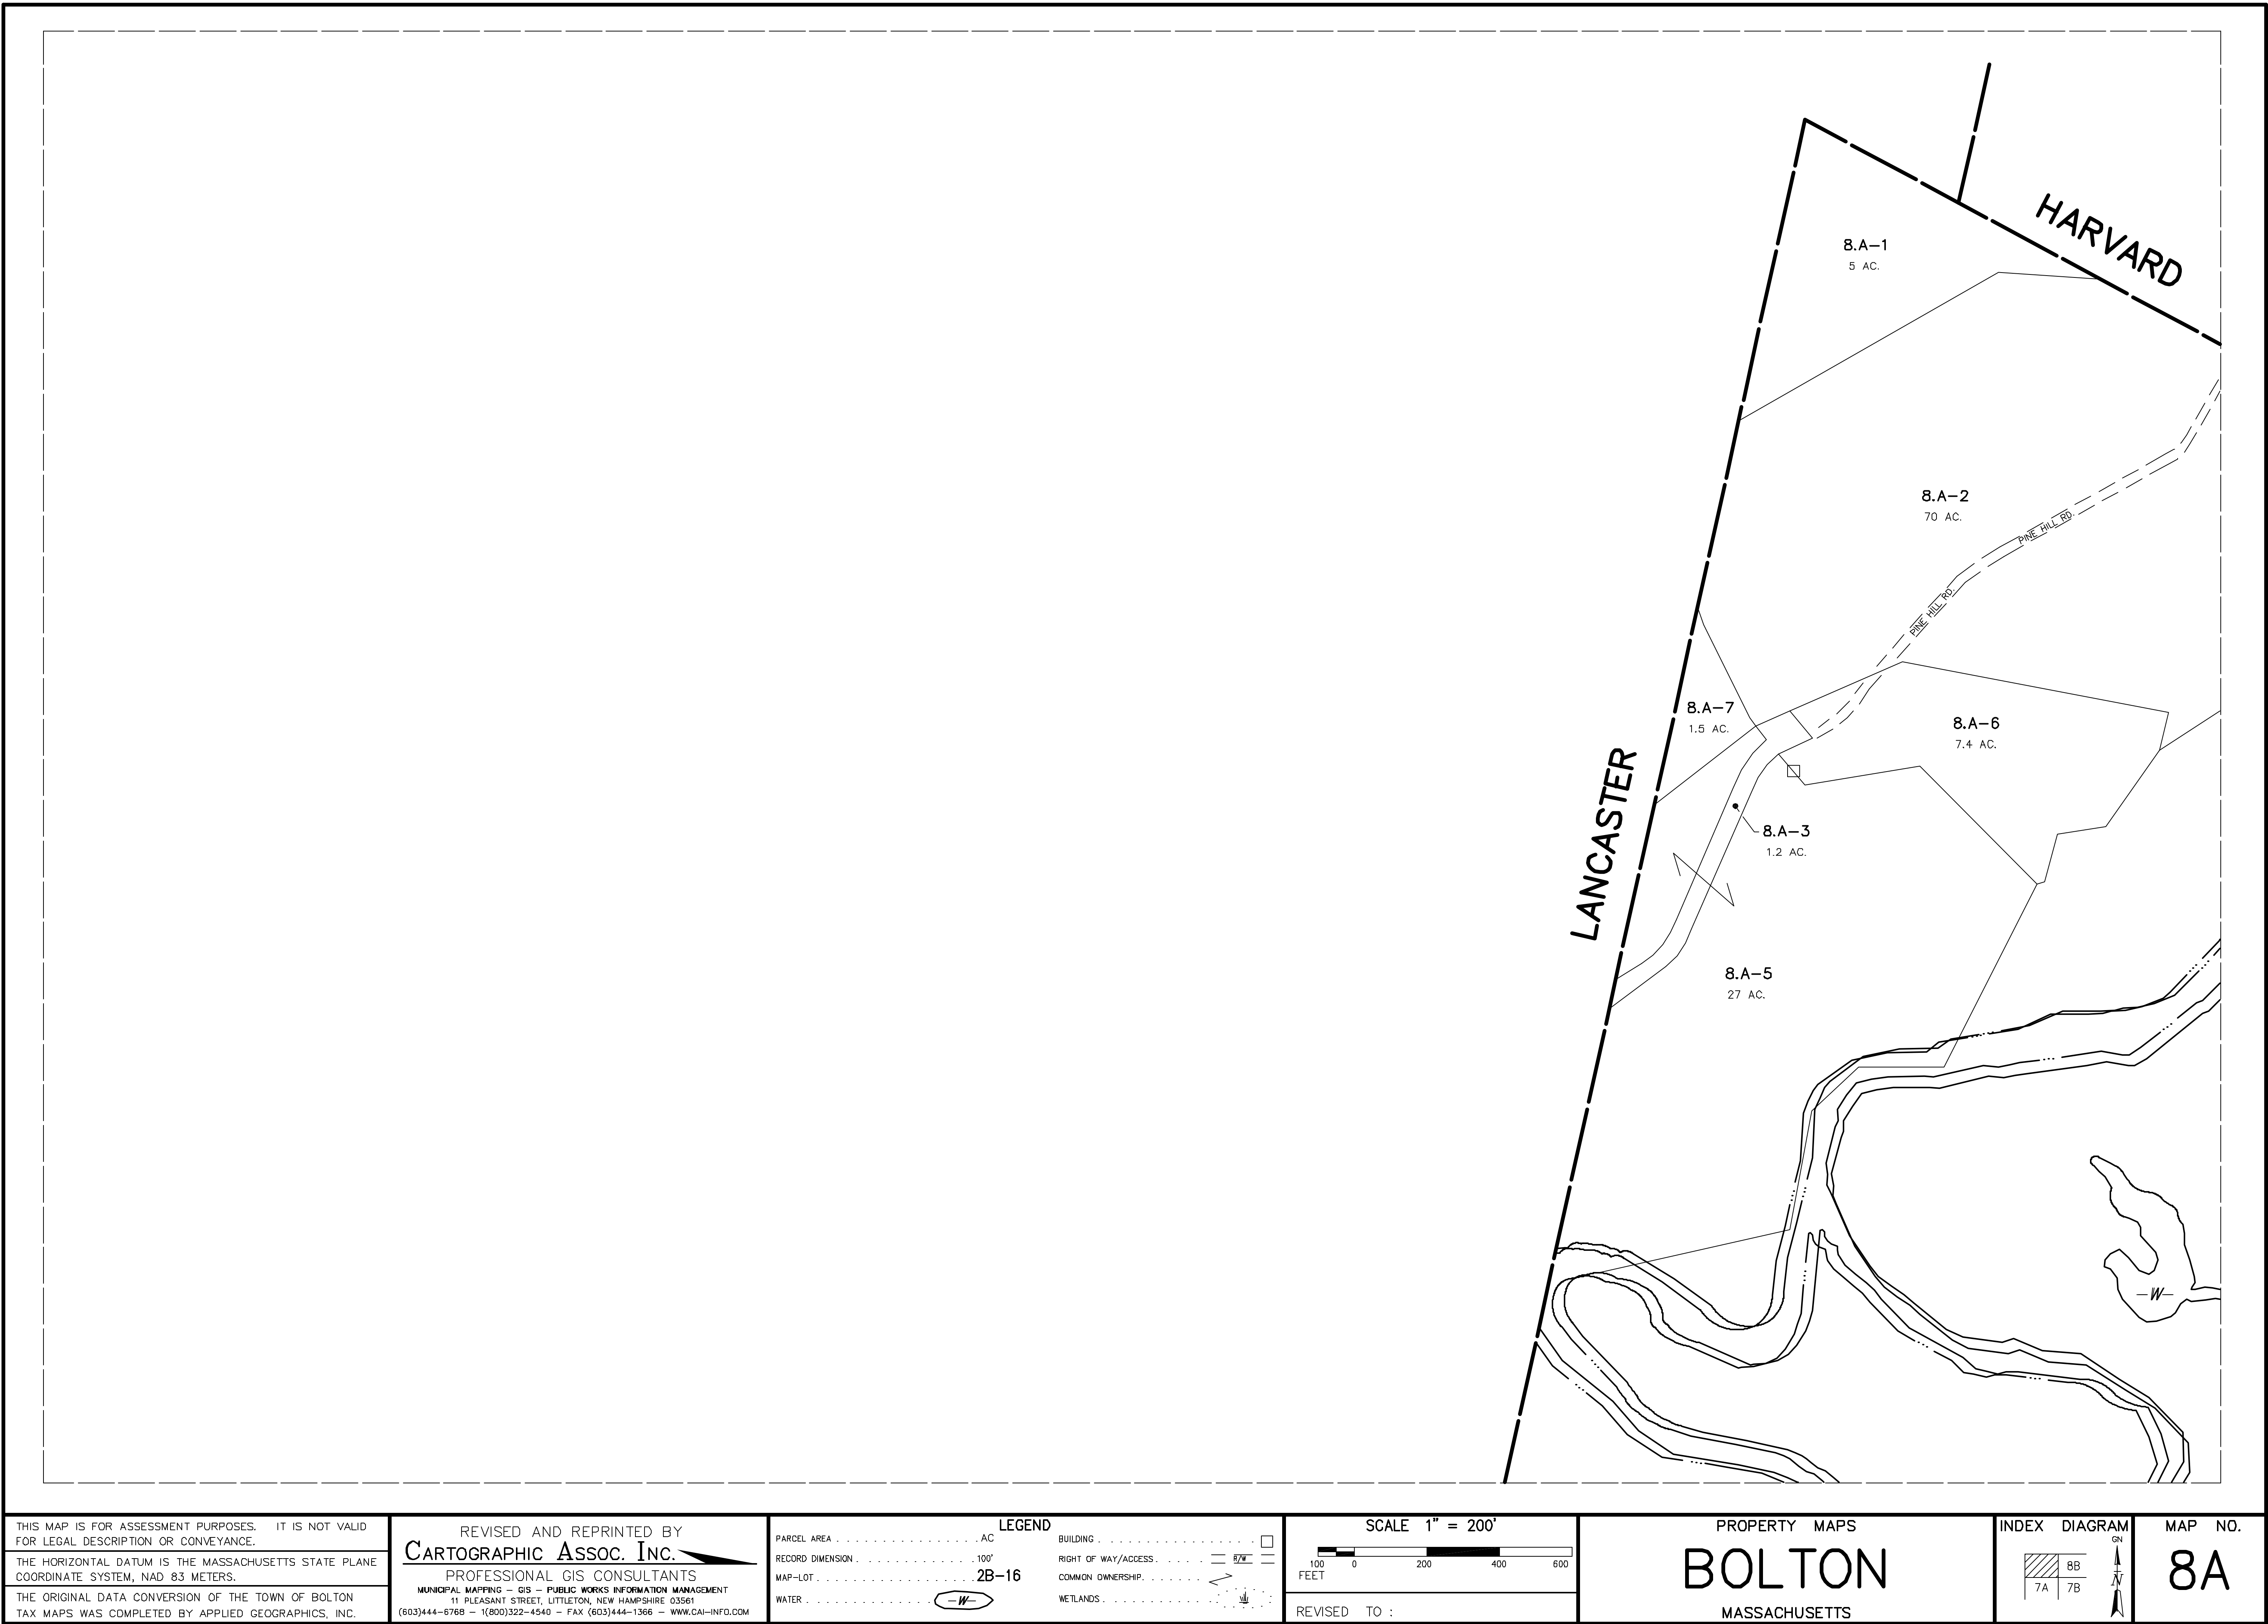 HARVARD
8.A-1
5 AC.
8.A-2
70 AC.
PINE HILL RD.
PINE HILL RD.
8.A-7
1.5 AC.
8.A-6
7.4 AC.
LANCASTER
8.A-3
1.2 AC.
8.A-5
27 AC.
-W-
THIS MAP IS FOR ASSESSMENT PURPOSES. IT IS NOT VALID
FOR LEGAL DESCRIPTION OR CONVEYANCE.
THE HORIZONTAL DATUM IS THE MASSACHUSETTS STATE PLANE
COORDINATE SYSTEM, NAD 83 METERS.
THE ORIGINAL DATA CONVERSION OF THE TOWN OF BOLTON
TAX MAPS WAS COMPLETED BY APPLIED GEOGRAPHICS, INC.
REVISED AND REPRINTED BY
CARTOGRAPHIC ASSOC. INC.
PROFESSIONAL GIS CONSULTANTS
MUNICIPAL MAPPING - GIS - PUBLIC WORKS INFORMATION MANAGEMENT
11 PLEASANT STREET, LITTLETON, NEW HAMPSHIRE 03561
(603)444-6768 - 1(800)322-4540 - FAX (603)444-1366 - WWW.CAI-INFO.COM
LEGEND
PARCEL AREA . . . . . . . . . . . . . . . . AC
RECORD DIMENSION . . . . . . . . . . . . . 100'
MAP-LOT . . . . . . . . . . . . . . . . . . 2B-16
WATER . . . . . . . . . . . . . . -W-
BUILDING . . . . . . . . . . . . . . . . .
RIGHT OF WAY/ACCESS . . . . . R/W
COMMON OWNERSHIP . . . . . . .
WETLANDS . . . . . . . . . . . .
SCALE 1" = 200'
100 0 200 400 600
FEET
REVISED TO :
PROPERTY MAPS
BOLTON
MASSACHUSETTS
INDEX DIAGRAM
GN
N
8B
7A 7B
MAP NO.
8A